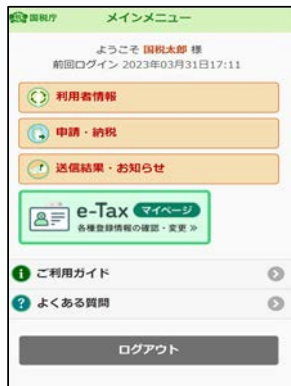 国税庁 メインメニュー
ようこそ 国税太郎 様
前回ログイン 2023年03月31日17:11
利用者情報
申請・納税
送信結果・お知らせ
e-Tax マイページ
各種登録情報の確認・変更 »
ご利用ガイド
よくある質問
ログアウト